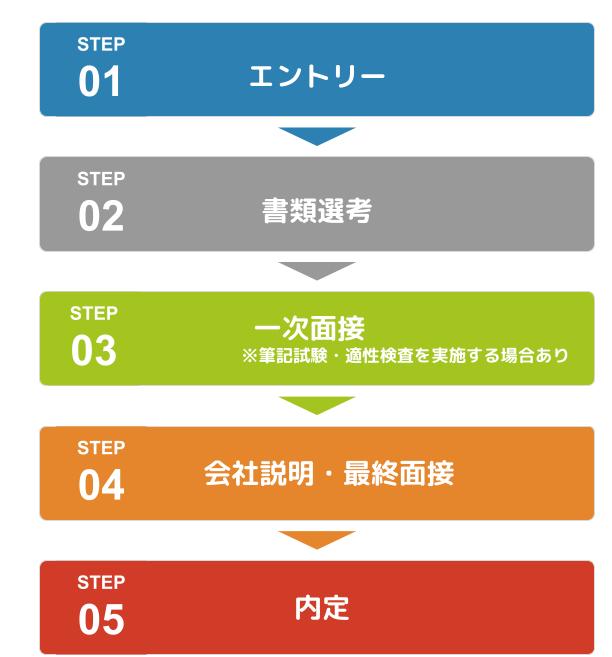 STEP
01
エントリー
STEP
02
書類選考
STEP
03
一次面接
※筆記試験・適性検査を実施する場合あり
STEP
04
会社説明・最終面接
STEP
05
内定